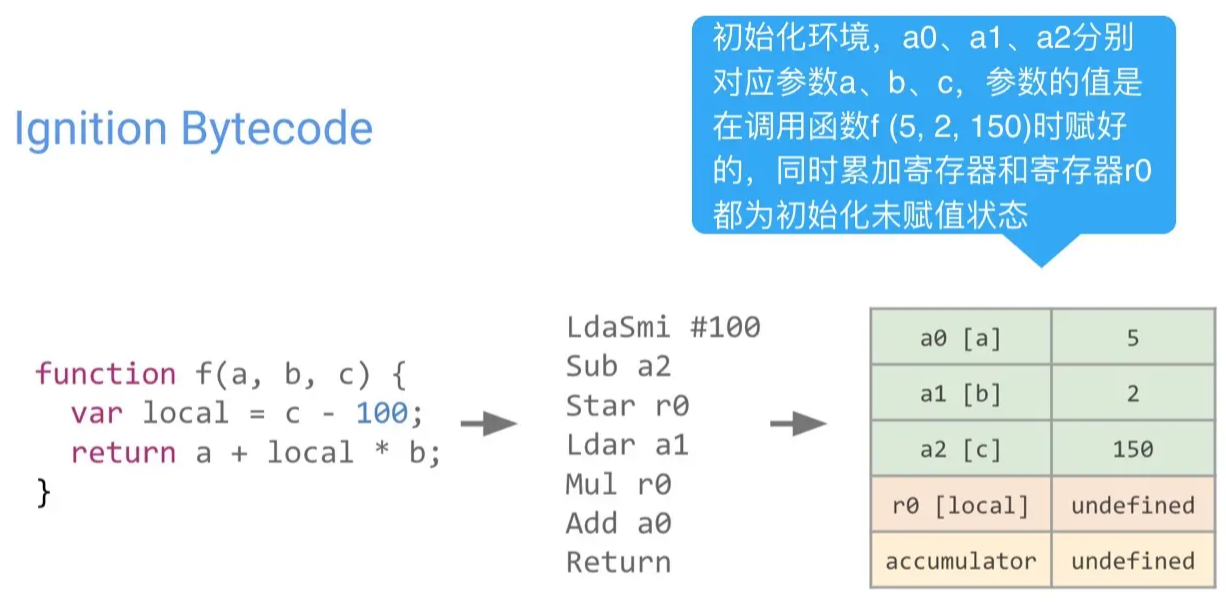 初始化环境，a0、a1、a2分别
对应参数a、b、c，参数的值是
在调用函数f (5, 2, 150)时赋好
的，同时累加寄存器和寄存器r0
都为初始化未赋值状态
Ignition Bytecode
function f(a, b, c) {
var local = c - 100;
return a + local * b;
}
LdaSmi #100
Sub a2
Star r0
Ldar a1
Mul r0
Add a0
Return
a0 [a] 5
a1 [b] 2
a2 [c] 150
r0 [local] undefined
accumulator undefined